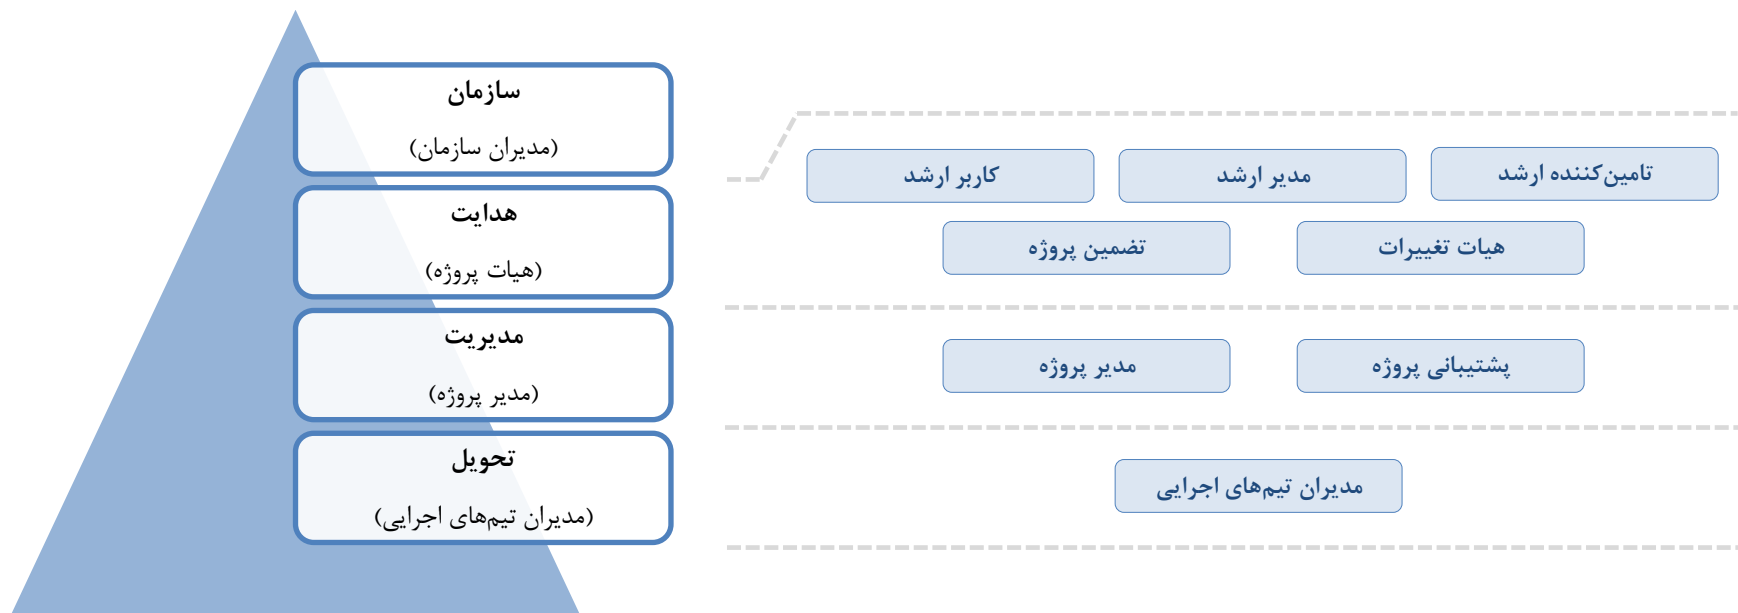 سازمان
(مدیران سازمان)
هدایت
(هیات پروژه)
مدیریت
(مدیر پروژه)
تحویل
(مدیران تیم‌های اجرایی)
تامین‌کننده ارشد
مدیر ارشد
کاربر ارشد
هیات تغییرات
تضمین پروژه
پشتیبانی پروژه
مدیر پروژه
مدیران تیم‌های اجرایی